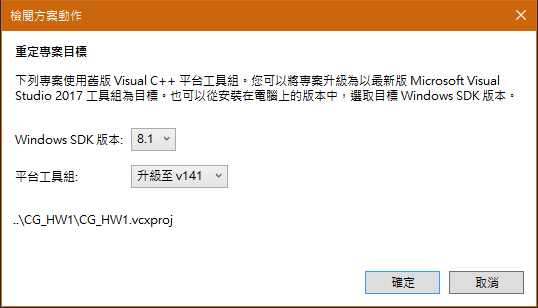 檢閱方案動作
重定專案目標
下列專案使用舊版 Visual C++ 平台工具組。您可以將專案升級為以最新版 Microsoft Visual
Studio 2017 工具組為目標。也可以從安裝在電腦上的版本中，選取目標 Windows SDK 版本。
Windows SDK 版本: 8.1
平台工具組: 升級至 v141
..\CG_HW1\CG_HW1.vcxproj
確定 取消